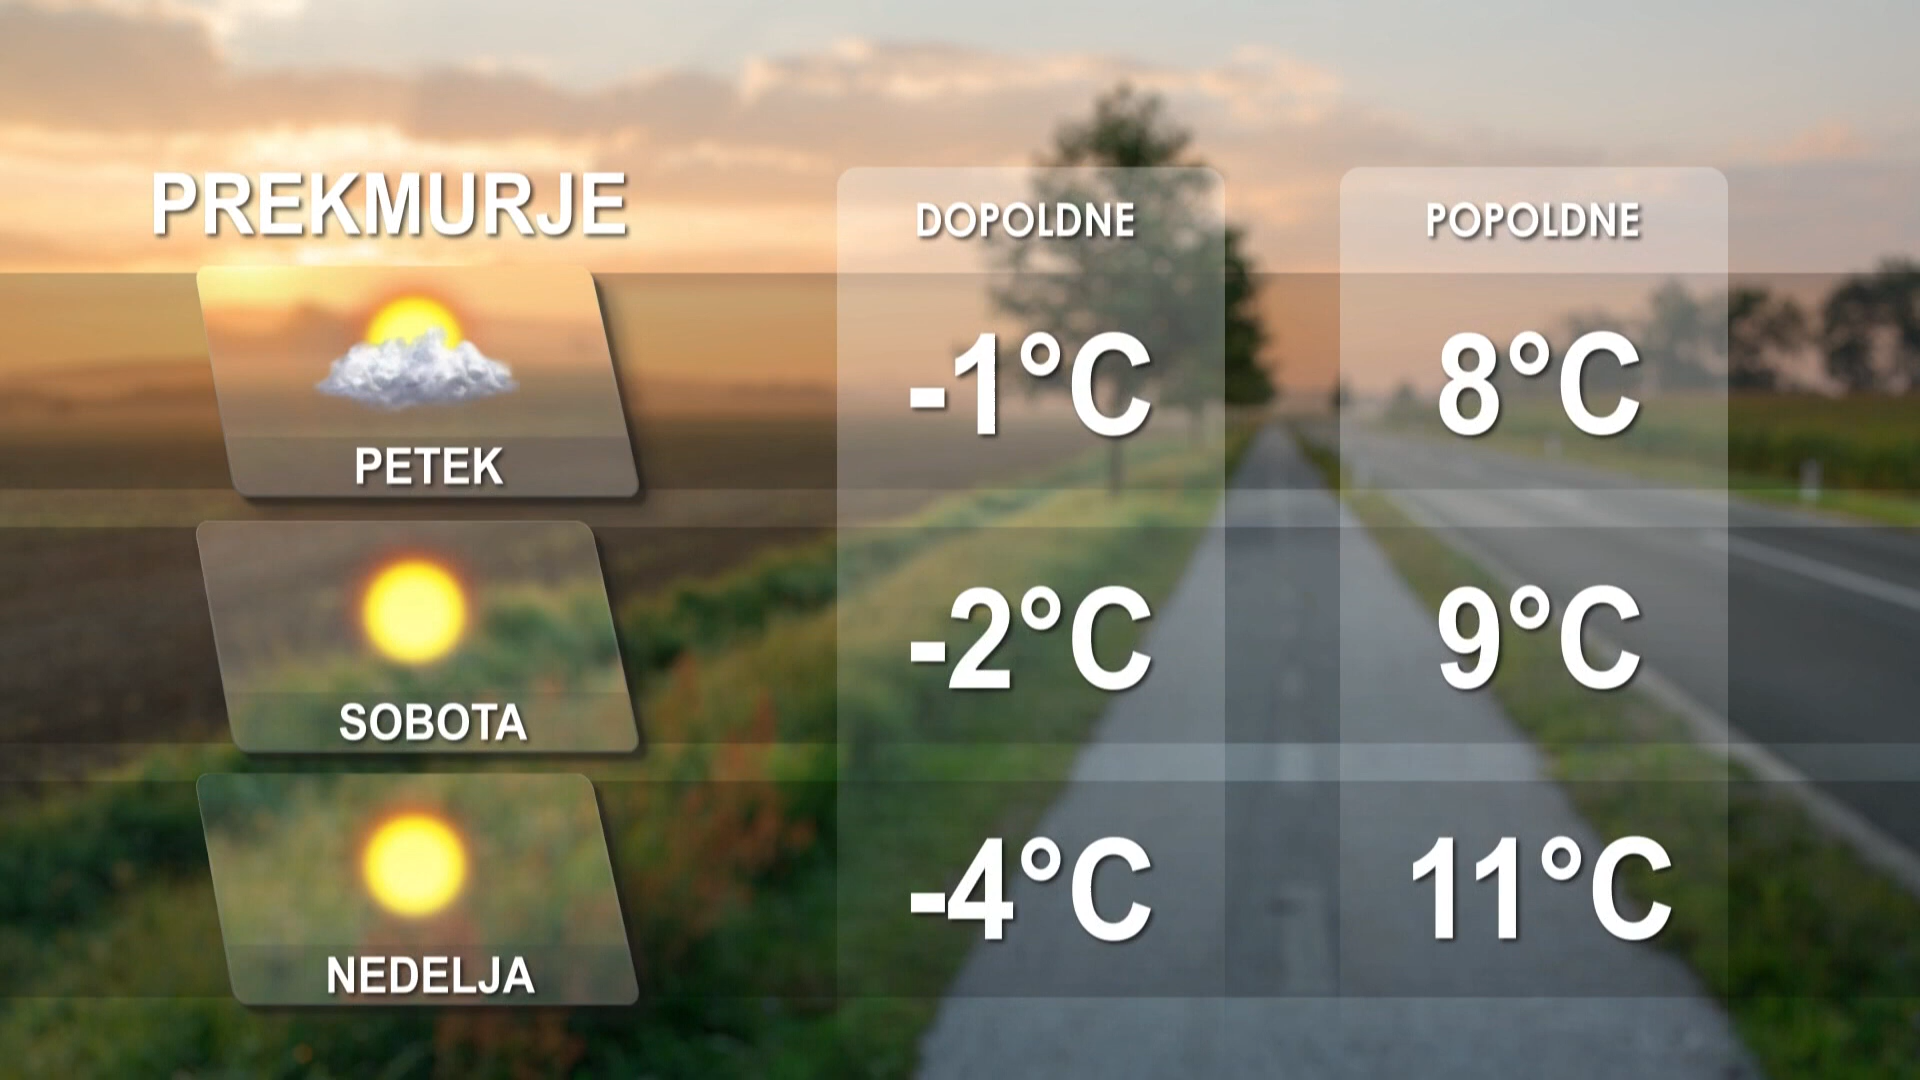 PREKMURJE
DOPOLDNE POPOLDNE
PETEK -1°C 8°C
SOBOTA -2°C 9°C
NEDELJA -4°C 11°C